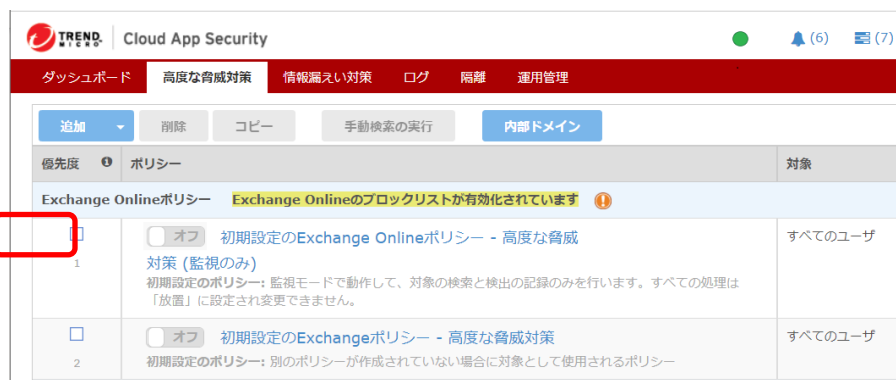 TREND MICRO Cloud App Security (6) (7)
ダッシュボード 高度な脅威対策 情報漏えい対策 ログ 隔離 運用管理
追加 削除 コピー 手動検索の実行 内部ドメイン
優先度 ポリシー 対象
Exchange Onlineポリシー Exchange Onlineのブロックリストが有効化されています
オフ 初期設定のExchange Onlineポリシー - 高度な脅威 すべてのユーザ
1 対策 (監視のみ)
初期設定のポリシー: 監視モードで動作して、対象の検索と検出の記録のみを行います。すべての処理は
「放置」に設定され変更できません。
オフ 初期設定のExchangeポリシー - 高度な脅威対策 すべてのユーザ
2 初期設定のポリシー: 別のポリシーが作成されていない場合に対象として使用されるポリシー